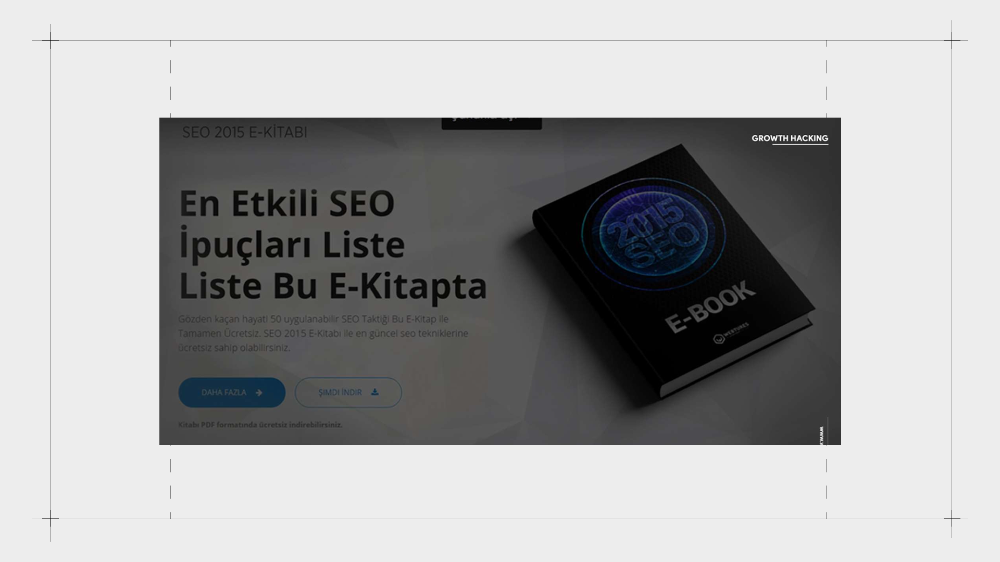 SEO 2015 E-KİTABI
GROWTH HACKING
En Etkili SEO
İpuçları Liste
Liste Bu E-Kitapta
Gözden kaçan hayati 50 uygulanabilir SEO Taktiği Bu E-Kitap ile
Tamamen Ücretsiz. SEO 2015 E-Kitabı ile en güncel seo tekniklerine
ücretsiz sahip olabilirsiniz.
DAHA FAZLA
ŞIMDI İNDIR
Kitabı PDF formatında ücretsiz indirebilirsiniz.
2015
SEO
E-BOOK
WEBTURES